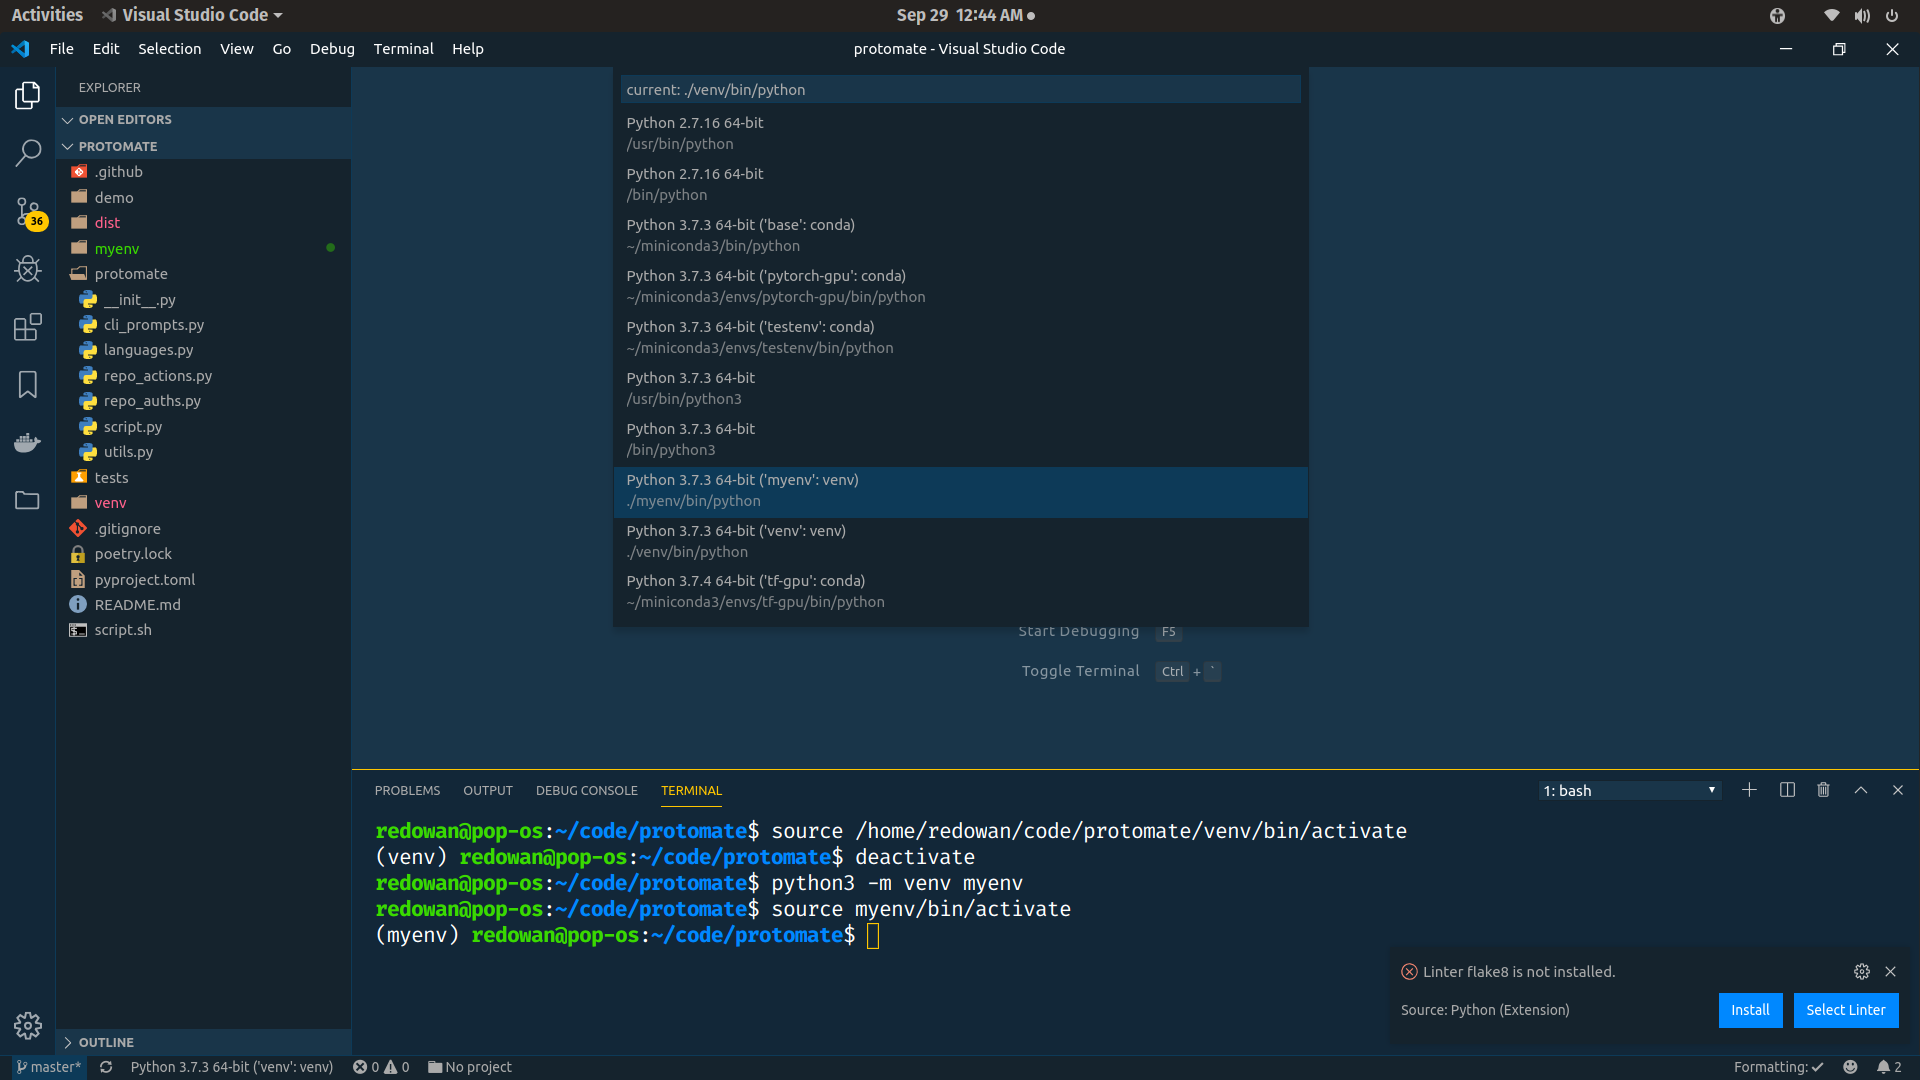 Activities Visual Studio Code Sep 29 12:44 AM
File Edit Selection View Go Debug Terminal Help protomate - Visual Studio Code
EXPLORER
OPEN EDITORS
PROTOMATE
.github
demo
dist
myenv
protomate
__init__.py
cli_prompts.py
languages.py
repo_actions.py
repo_auths.py
script.py
utils.py
tests
venv
.gitignore
poetry.lock
pyproject.toml
README.md
script.sh
OUTLINE
36
current: ./venv/bin/python
Python 2.7.16 64-bit
/usr/bin/python
Python 2.7.16 64-bit
/bin/python
Python 3.7.3 64-bit ('base': conda)
~/miniconda3/bin/python
Python 3.7.3 64-bit ('pytorch-gpu': conda)
~/miniconda3/envs/pytorch-gpu/bin/python
Python 3.7.3 64-bit ('testenv': conda)
~/miniconda3/envs/testenv/bin/python
Python 3.7.3 64-bit
/usr/bin/python3
Python 3.7.3 64-bit
/bin/python3
Python 3.7.3 64-bit ('myenv': venv)
./myenv/bin/python
Python 3.7.3 64-bit ('venv': venv)
./venv/bin/python
Python 3.7.4 64-bit ('tf-gpu': conda)
~/miniconda3/envs/tf-gpu/bin/python
Start Debugging F5
Toggle Terminal Ctrl + `
PROBLEMS OUTPUT DEBUG CONSOLE TERMINAL 1: bash
redowan@pop-os:~/code/protomate$ source /home/redowan/code/protomate/venv/bin/activate
(venv) redowan@pop-os:~/code/protomate$ deactivate
redowan@pop-os:~/code/protomate$ python3 -m venv myenv
redowan@pop-os:~/code/protomate$ source myenv/bin/activate
(myenv) redowan@pop-os:~/code/protomate$
Linter flake8 is not installed.
Source: Python (Extension) Install Select Linter
master* Python 3.7.3 64-bit ('venv': venv) 0 0 No project Formatting: ✓ 2